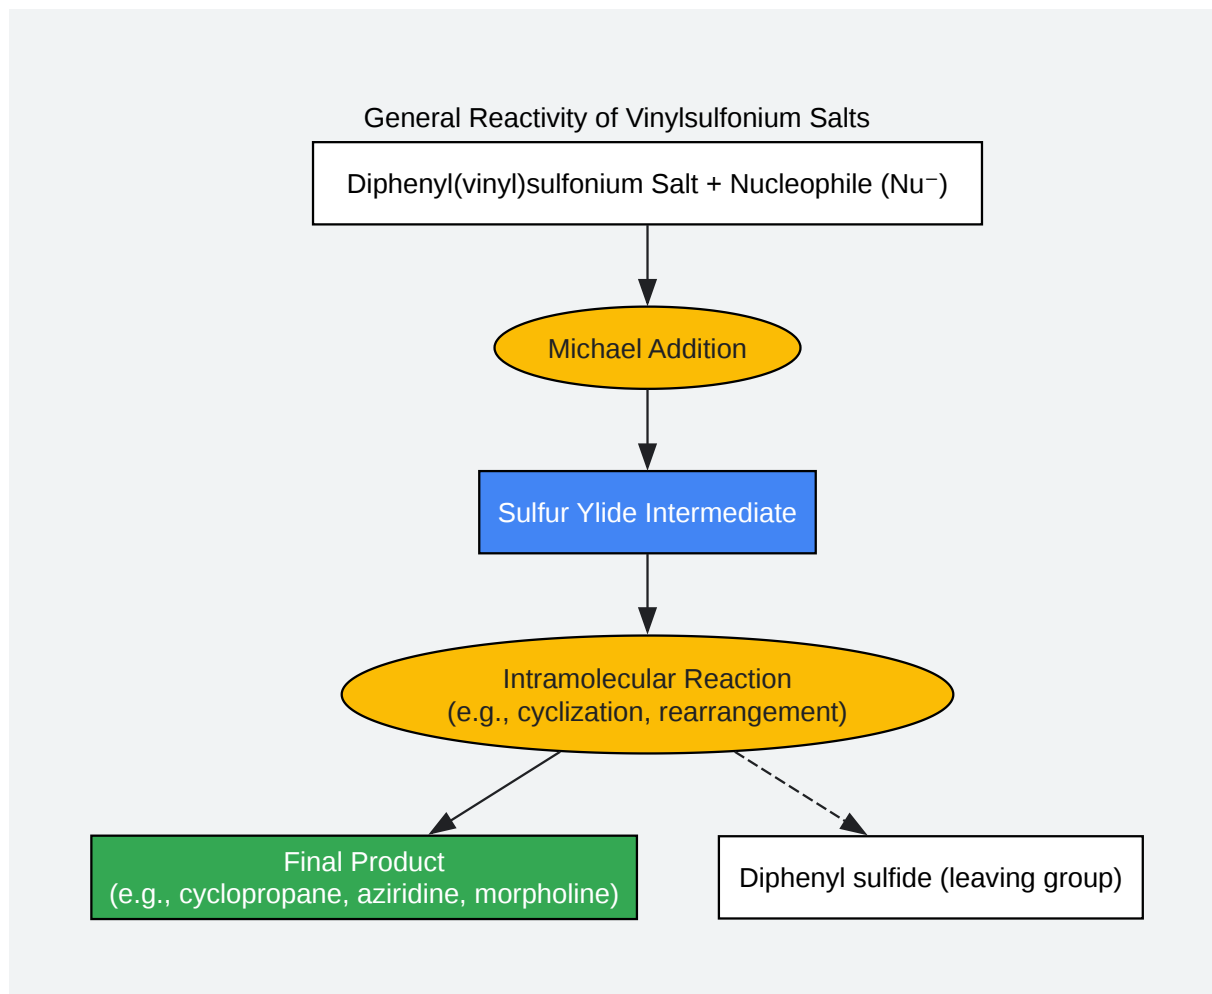 General Reactivity of Vinylsulfonium Salts
Diphenyl(vinyl)sulfonium Salt + Nucleophile (Nu⁻)
Michael Addition
Sulfur Ylide Intermediate
Intramolecular Reaction
(e.g., cyclization, rearrangement)
Final Product
(e.g., cyclopropane, aziridine, morpholine)
Diphenyl sulfide (leaving group)